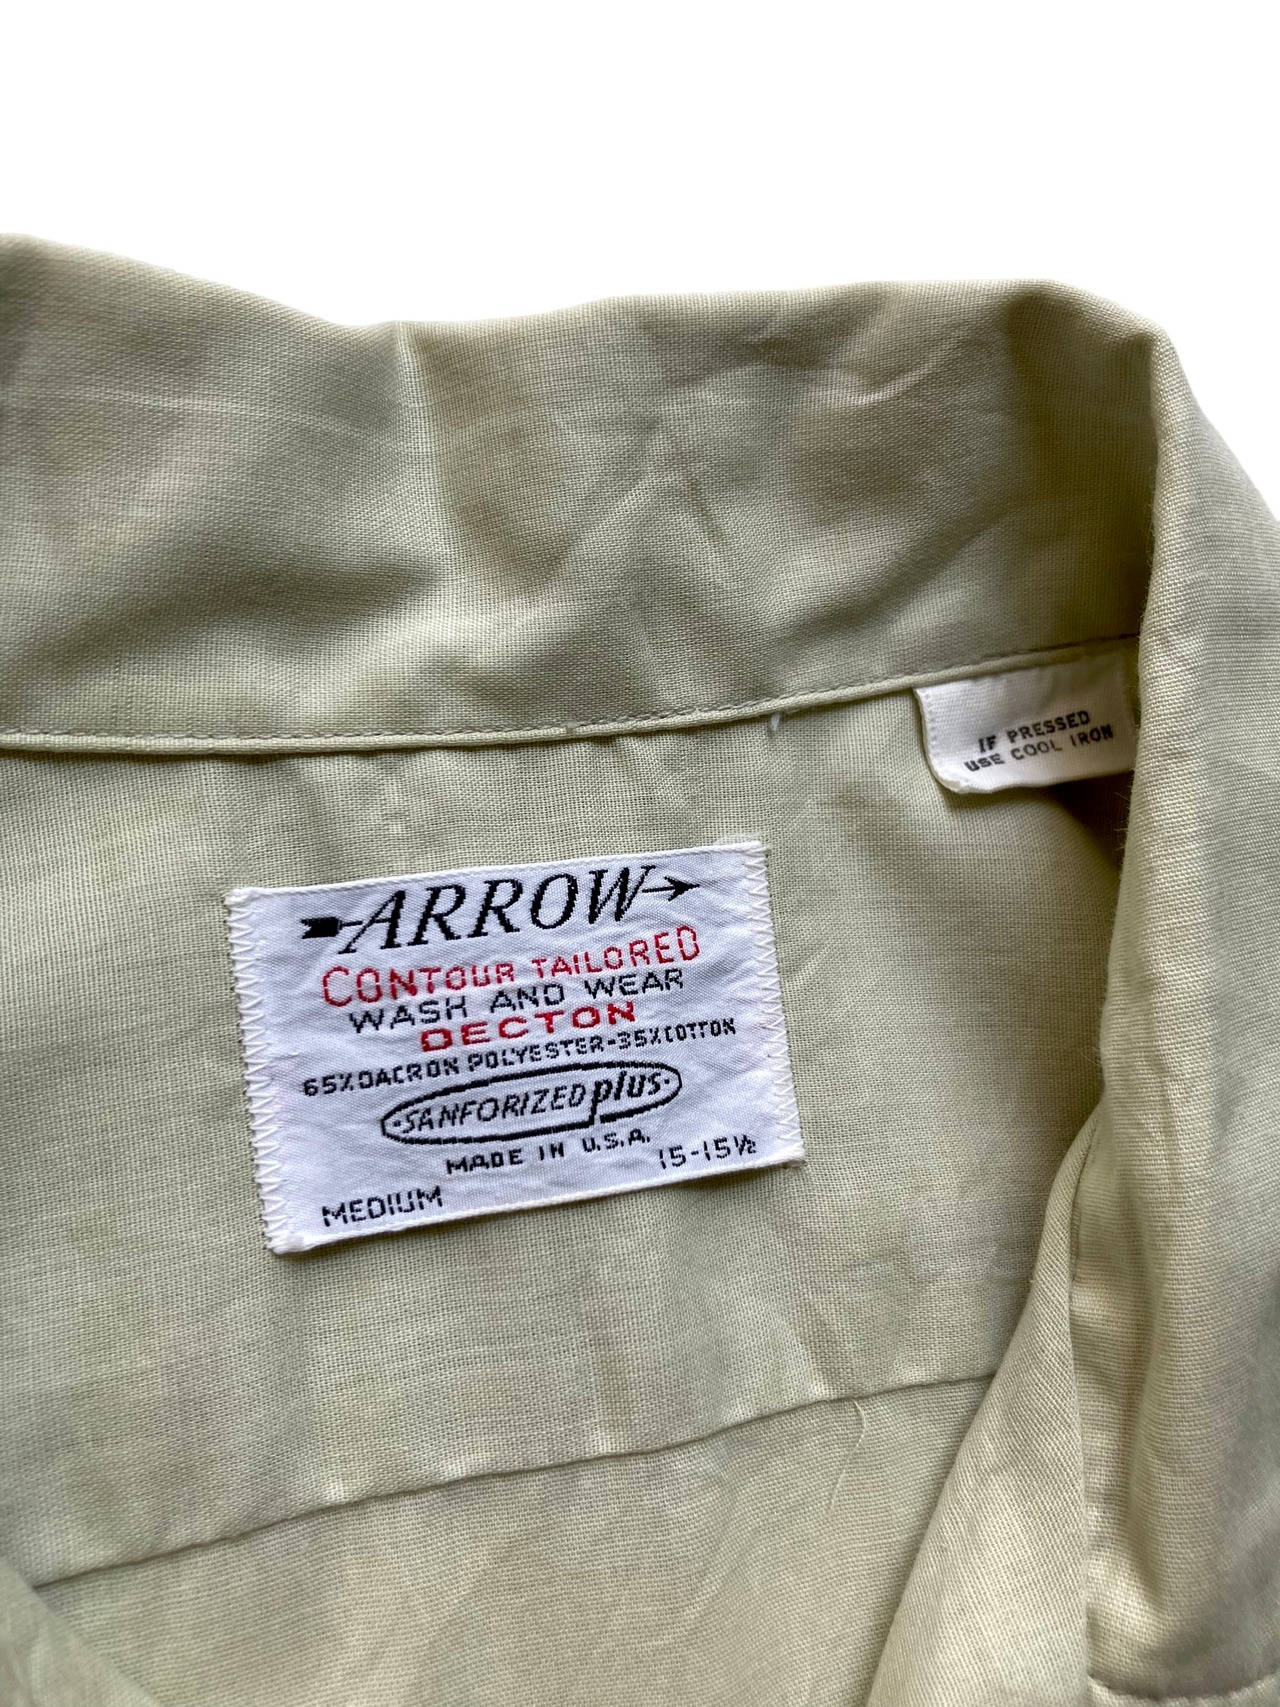 IF PRESSED
USE COOL IRON
ARROW
CONTOUR TAILORED
WASH AND WEAR
DECTON
65% DACRON POLYESTER-35% COTTON
·SANFORIZED plus·
MADE IN U.S.A.
MEDIUM 15-15½